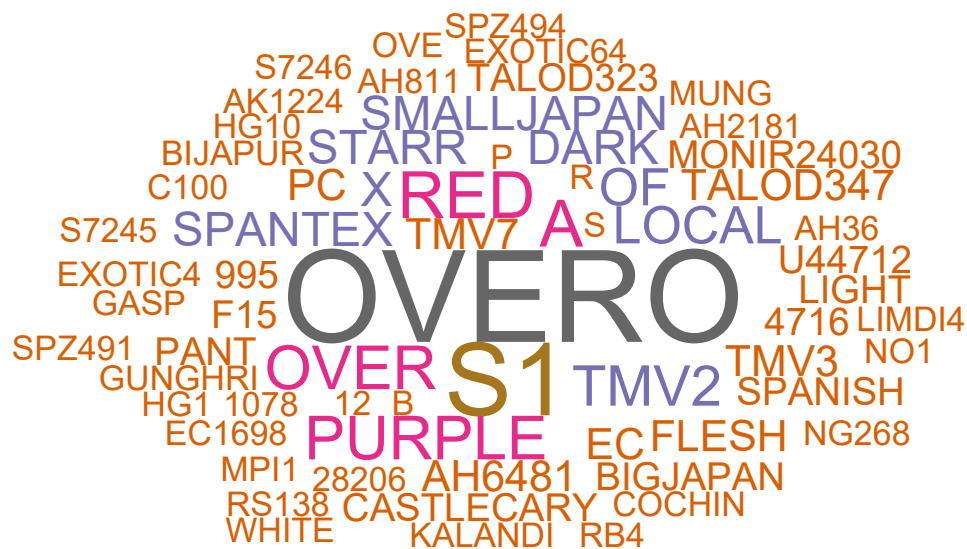 SPZ494
OVE EXOTIC64
S7246 AH811 TALOD323
AK1224 SMALLJAPAN MUNG
HG10 STARR P DARK AH2181
BIJAPUR MONIR24030
C100 PC X RED A R OF TALOD347
S7245 SPANTEX TMV7 S LOCAL AH36
EXOTIC4 995 OVERO U44712
GASP F15 LIGHT
4716 LIMDI4
SPZ491 PANT OVER S1 TMV3 NO1
GUNGHRI TMV2 SPANISH
HG1 1078 12 B
EC1698 PURPLE EC FLESH NG268
MPI1 28206 AH6481 BIGJAPAN
RS138 CASTLECARY COCHIN
WHITE KALANDI RB4